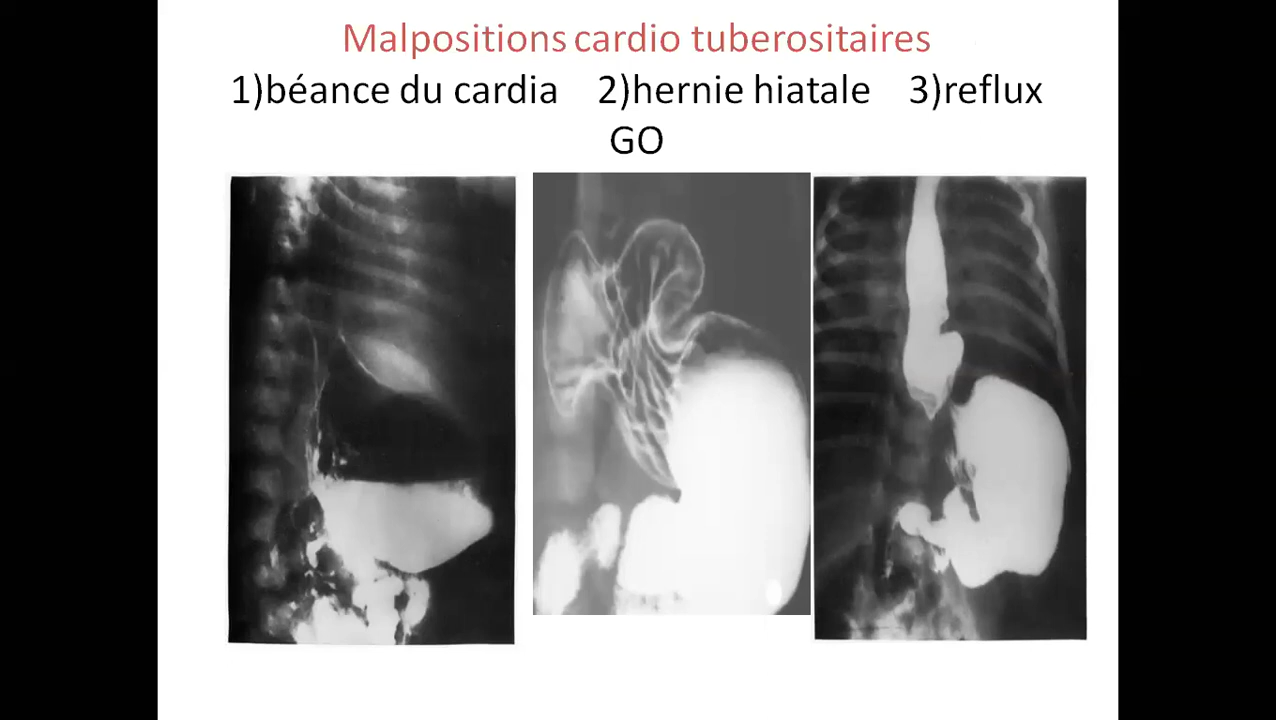 Malpositions cardio tuberositaires
1)béance du cardia 2)hernie hiatale 3)reflux
GO